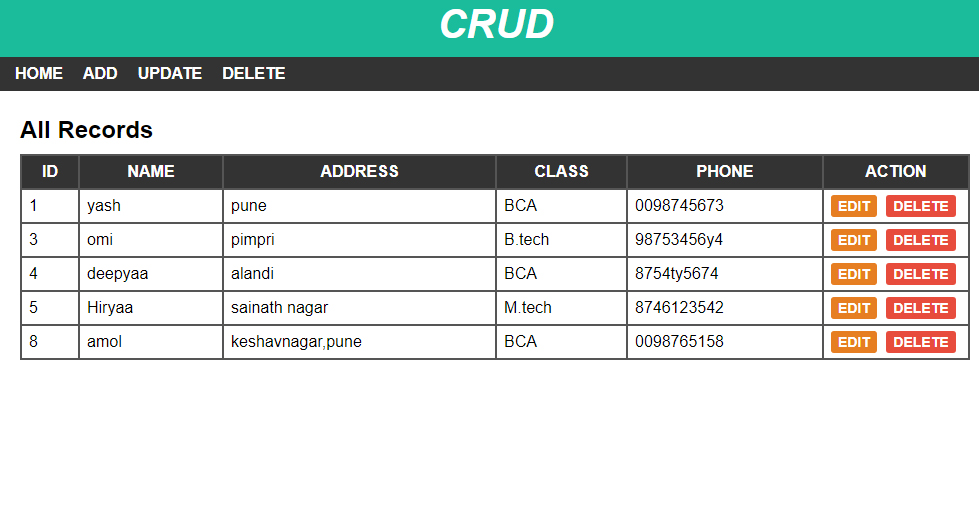 CRUD
HOME ADD UPDATE DELETE
All Records
ID NAME ADDRESS CLASS PHONE ACTION
1 yash pune BCA 0098745673 EDIT DELETE
3 omi pimpri B.tech 98753456y4 EDIT DELETE
4 deepyaa alandi BCA 8754ty5674 EDIT DELETE
5 Hiryaa sainath nagar M.tech 8746123542 EDIT DELETE
8 amol keshavnagar,pune BCA 0098765158 EDIT DELETE